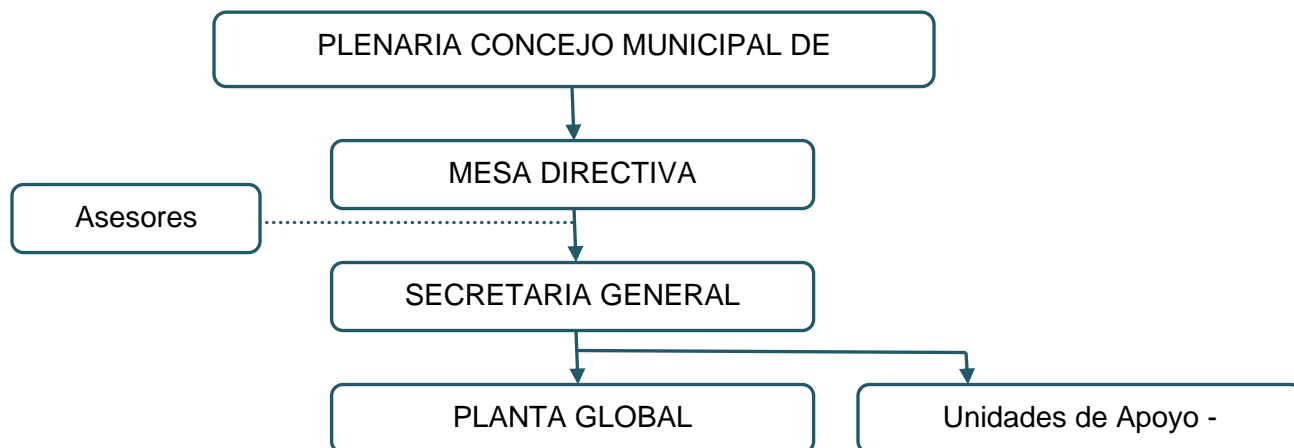 PLENARIA CONCEJO MUNICIPAL DE
MESA DIRECTIVA
Asesores
SECRETARIA GENERAL
PLANTA GLOBAL
Unidades de Apoyo -